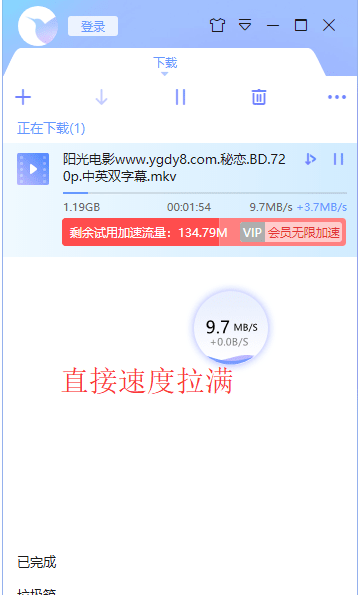 登录
下载
正在下载(1)
阳光电影www.ygdy8.com.秘恋.BD.72
0p.中英双字幕.mkv
1.19GB 00:01:54 9.7MB/s +3.7MB/s
剩余试用加速流量：134.79M VIP 会员无限加速
9.7 MB/S
+0.0B/S
直接速度拉满
已完成
垃圾箱